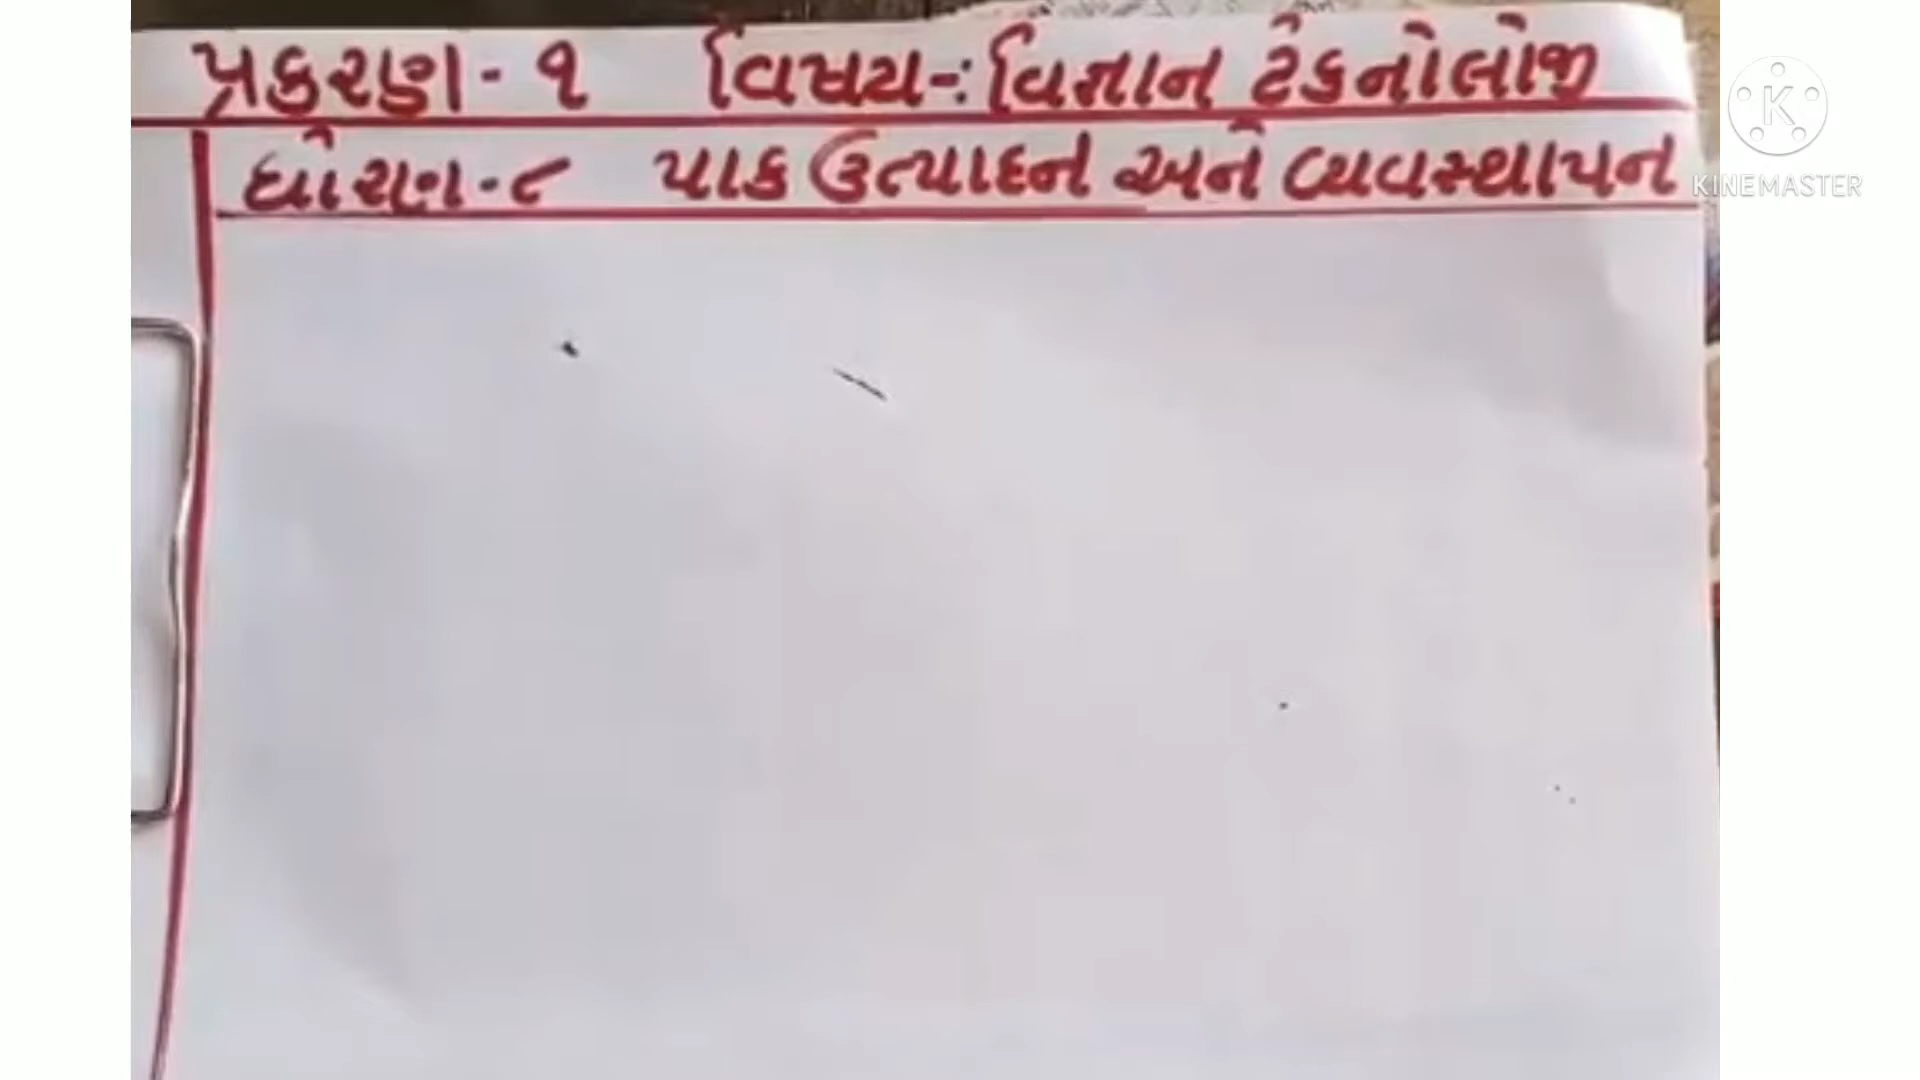 પ્રકરણ - ૧ વિષય-: વિજ્ઞાન ટેકનોલોજી
ધોરણ - ૮ પાક ઉત્પાદન અને વ્યવસ્થાપન
K
KINEMASTER